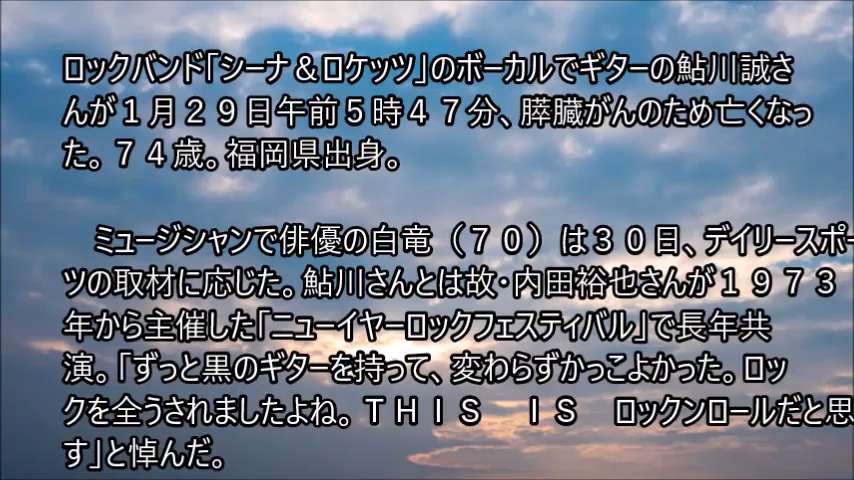 ロックバンド「シーナ＆ロケッツ」のボーカルでギターの鮎川誠さ
んが１月２９日午前５時４７分、膵臓がんのため亡くなっ
た。７４歳。福岡県出身。
ミュージシャンで俳優の白竜（７０）は３０日、デイリースポー
ツの取材に応じた。鮎川さんとは故・内田裕也さんが１９７３
年から主催した「ニューイヤーロックフェスティバル」で長年共
演。「ずっと黒のギターを持って、変わらずかっこよかった。ロッ
クを全うされましたよね。ＴＨＩＳ　ＩＳ　ロックンロールだと思
す」と悼んだ。